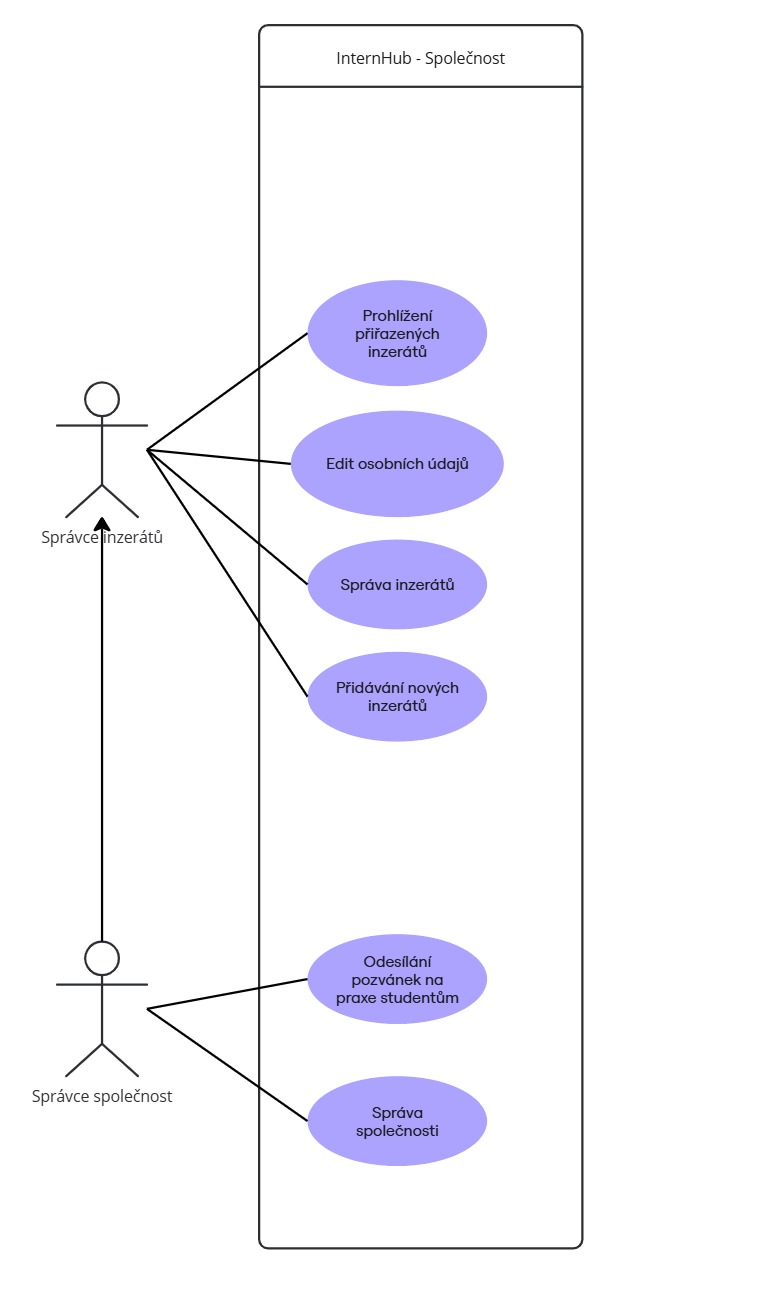 InternHub - Společnost
Prohlížení
přiřazených
inzerátů
Edit osobních údajů
Správce inzerátů
Správa inzerátů
Přidávání nových
inzerátů
Odesílání
pozvánek na
praxe studentům
Správce společnost
Správa
společnosti